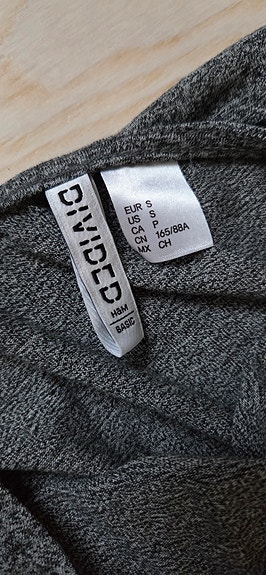 DIVIDED
H&M
BASIC
EUR S
US S
CA P
CN 165/88A
MX CH